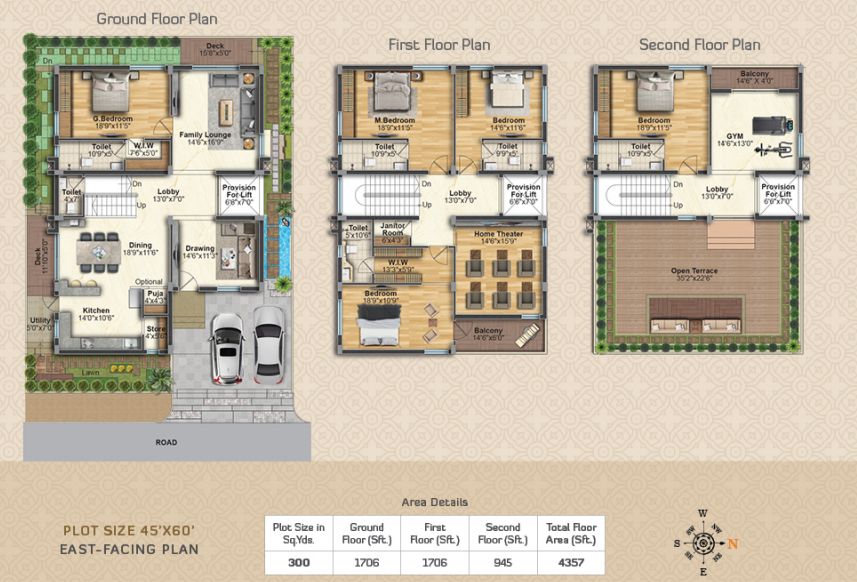 Ground Floor Plan
Deck
15'8"x5'0"
Dn
G.Bedroom
18'9"x11'5"
Family Lounge
14'6"x16'9"
Toilet
10'9"x5'
W.I.W
7'6"x5'0"
Toilet
4'x7'
Dn
Up
Lobby
13'0"x7'0"
Provision
For Lift
6'8"x7'0"
Deck
11'10"x5'0"
Dining
18'9"x11'6"
Drawing
14'6"x11'3"
Optional
Puja
4'x4'3"
Kitchen
14'0"x10'6"
Utility
5'0"x7'0"
Store
Lawn
ROAD
First Floor Plan
M.Bedroom
18'9"x11'5"
Bedroom
14'6"x11'6"
Toilet
10'9"x5'
Toilet
9'9"x5'
Dn
Up
Lobby
13'0"x7'0"
Provision
For Lift
6'6"x7'0"
Toilet
5'x10'6"
Janitor
Room
6'x4'3"
Home Theater
14'6"x15'9"
W.I.W
13'3"x5'9"
Bedroom
18'9"x10'9"
Balcony
14'6"x6'0"
Second Floor Plan
Balcony
14'6" X 4'0"
Bedroom
18'9"x11'5"
GYM
14'6"x13'0"
Toilet
10'9"x5'
Dn
Up
Lobby
13'0"x7'0"
Provision
For Lift
6'6"x7'0"
Open Terrace
35'2"x22'6"
PLOT SIZE 45'X60'
EAST-FACING PLAN
Area Details
Plot Size in Sq.Yds. Ground Floor (Sft.) First Floor (Sft.) Second Floor (Sft.) Total Floor Area (Sft.)
300 1706 1706 945 4357
W
SW NW
S N
SE NE
E